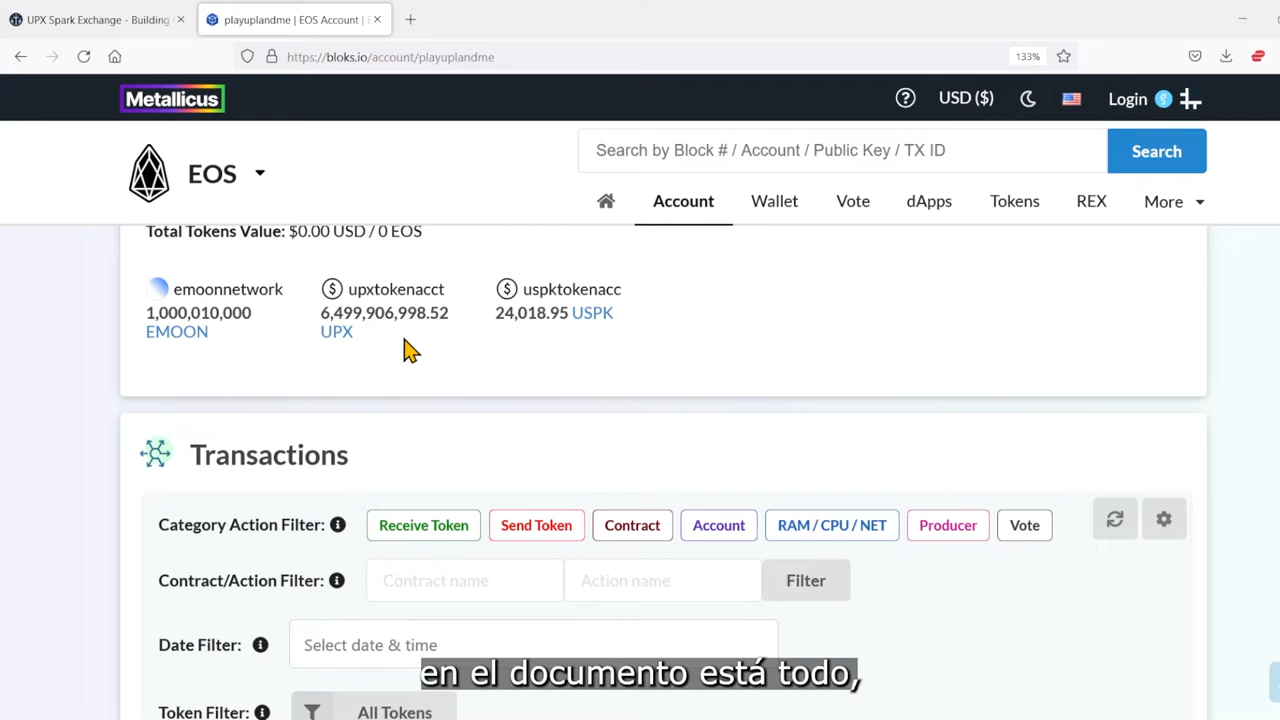 UPX Spark Exchange - Building
playuplandme | EOS Account |
https://bloks.io/account/playuplandme
133%
Metallicus
USD ($)
Login
EOS
Search by Block # / Account / Public Key / TX ID
Search
Account
Wallet
Vote
dApps
Tokens
REX
More
Total Tokens Value: $0.00 USD / 0 EOS
emoonnetwork
1,000,010,000
EMOON
upxtokenacct
6,499,906,998.52
UPX
uspktokenacc
24,018.95 USPK
Transactions
Category Action Filter:
Receive Token
Send Token
Contract
Account
RAM / CPU / NET
Producer
Vote
Contract/Action Filter:
Contract name
Action name
Filter
Date Filter:
Select date & time
en el documento está todo,
Token Filter:
All Tokens